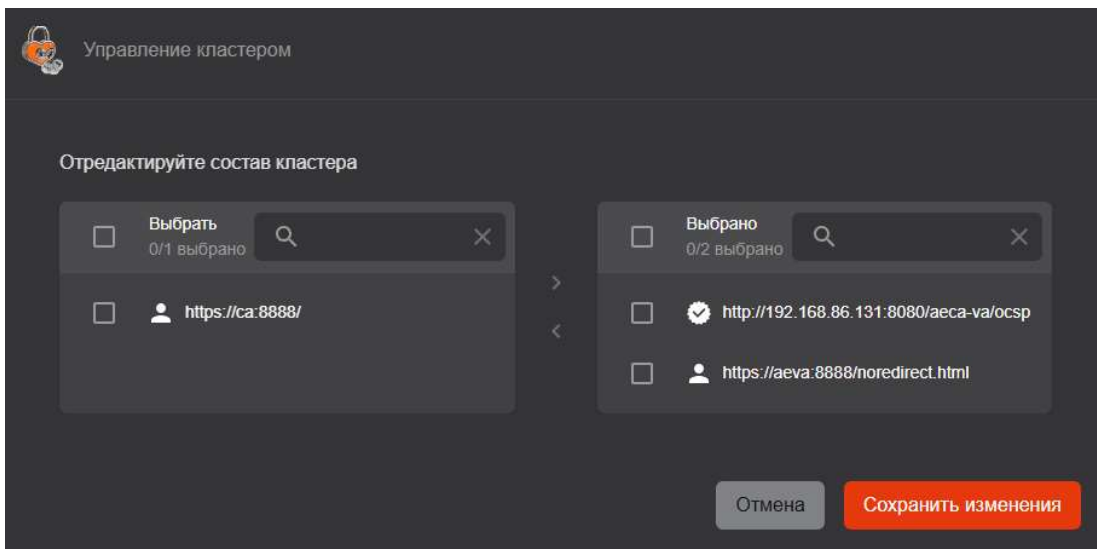 Управление кластером
Отредактируйте состав кластера
Выбрать
0/1 выбрано
https://ca:8888/
Выбрано
0/2 выбрано
http://192.168.86.131:8080/aeca-va/ocsp
https://aeva:8888/noredirect.html
Отмена
Сохранить изменения